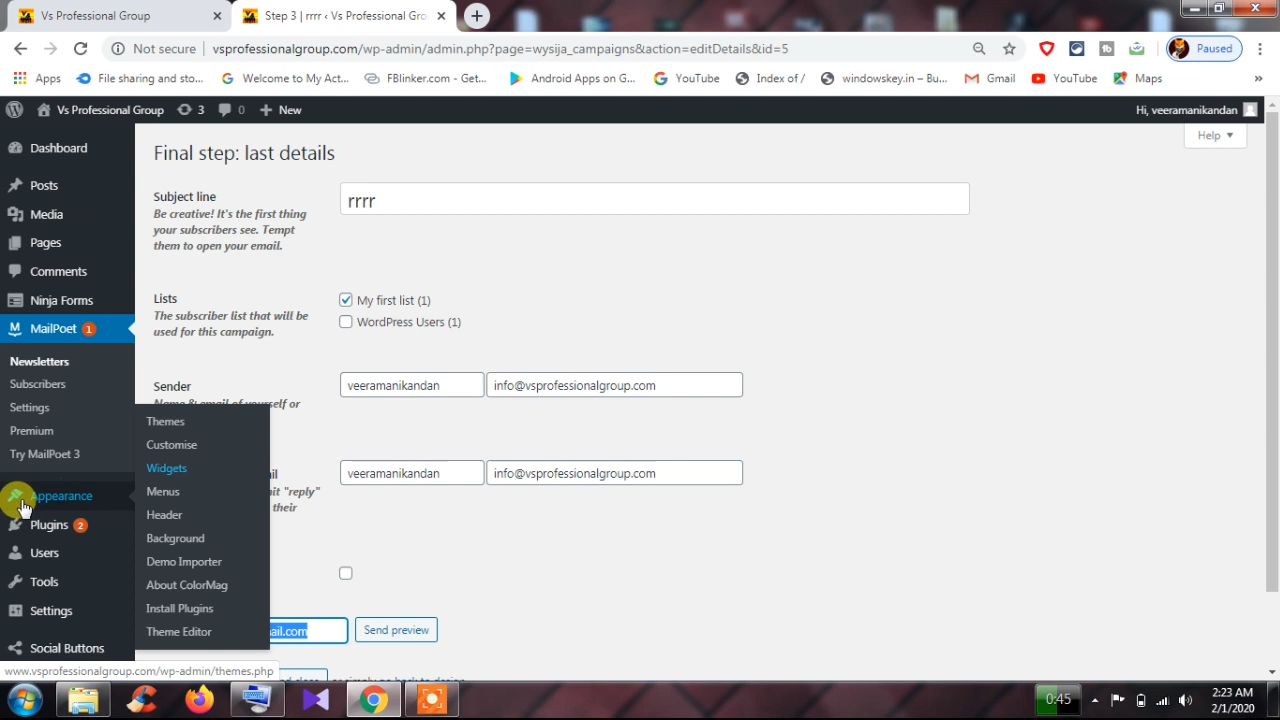 Vs Professional Group
Step 3 | rrrr ‹ Vs Professional Gro
Not secure
vsprofessionalgroup.com/wp-admin/admin.php?page=wysija_campaigns&action=editDetails&id=5
Paused
Apps
File sharing and sto...
Welcome to My Act...
FBlinker.com - Get...
Android Apps on G...
YouTube
Index of /
windowskey.in – Bu...
Gmail
YouTube
Maps
»
Vs Professional Group
3
0
New
Hi, veeramanikandan
Help
Dashboard
Posts
Media
Pages
Comments
Ninja Forms
MailPoet 1
Newsletters
Subscribers
Settings
Premium
Try MailPoet 3
Appearance
Plugins 2
Users
Tools
Settings
Social Buttons
Themes
Customise
Widgets
Menus
Header
Background
Demo Importer
About ColorMag
Install Plugins
Theme Editor
Final step: last details
Subject line
Be creative! It's the first thing
your subscribers see. Tempt
them to open your email.
rrrr
Lists
The subscriber list that will be
used for this campaign.
My first list (1)
WordPress Users (1)
Sender
Name & email of yourself or
veeramanikandan
info@vsprofessionalgroup.com
veeramanikandan
info@vsprofessionalgroup.com
"reply"
their
ail.com
Send preview
or simply go back to design
www.vsprofessionalgroup.com/wp-admin/themes.php
0:45
2:23 AM
2/1/2020